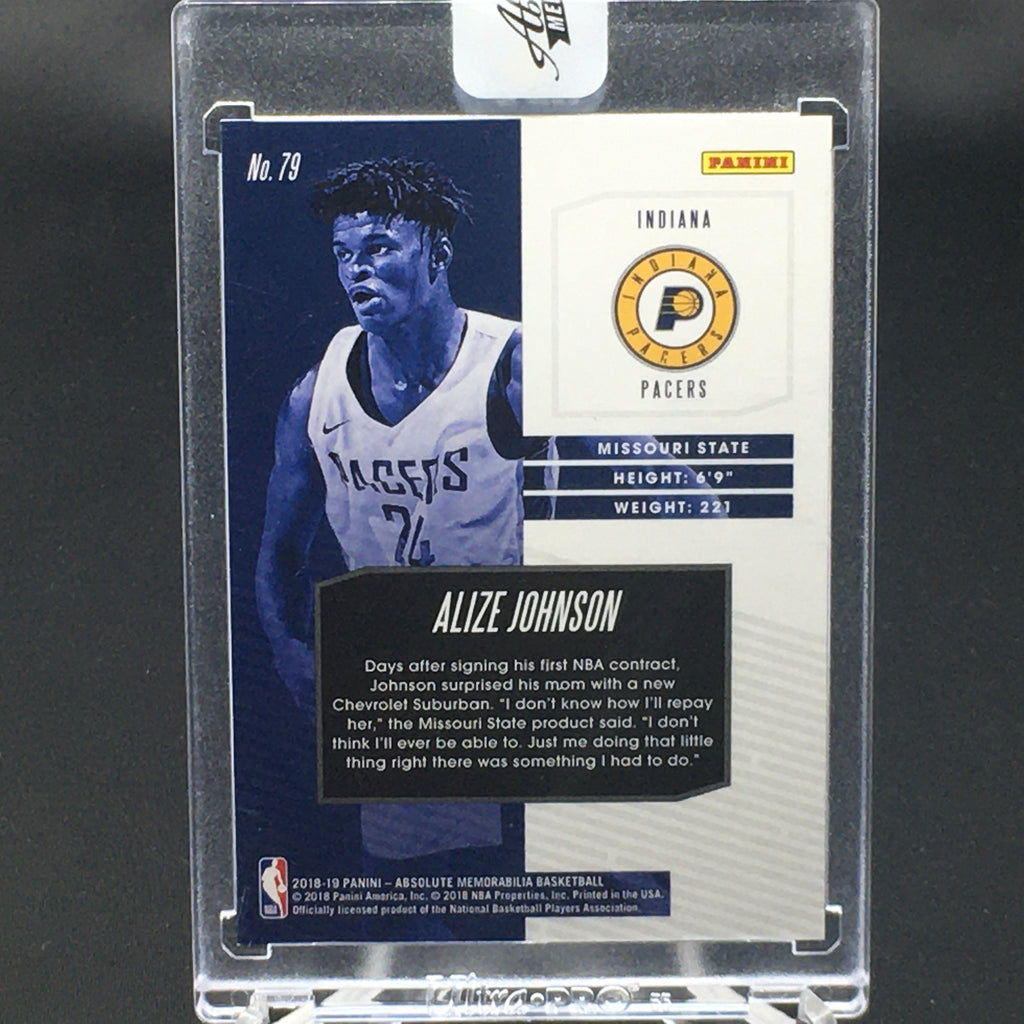 No. 79
PANINI
INDIANA
INDIANA
PACERS
PACERS
MISSOURI STATE
HEIGHT: 6'9"
WEIGHT: 221
PACERS
24
ALIZE JOHNSON
Days after signing his first NBA contract,
Johnson surprised his mom with a new
Chevrolet Suburban. "I don't know how I'll repay
her," the Missouri State product said. "I don't
think I'll ever be able to. Just me doing that little
thing right there was something I had to do."
2018-19 PANINI – ABSOLUTE MEMORABILIA BASKETBALL
© 2018 Panini America, Inc. © 2018 NBA Properties, Inc. Printed in the USA.
Officially licensed product of the National Basketball Players Association.
NBA
Ultra•PRO